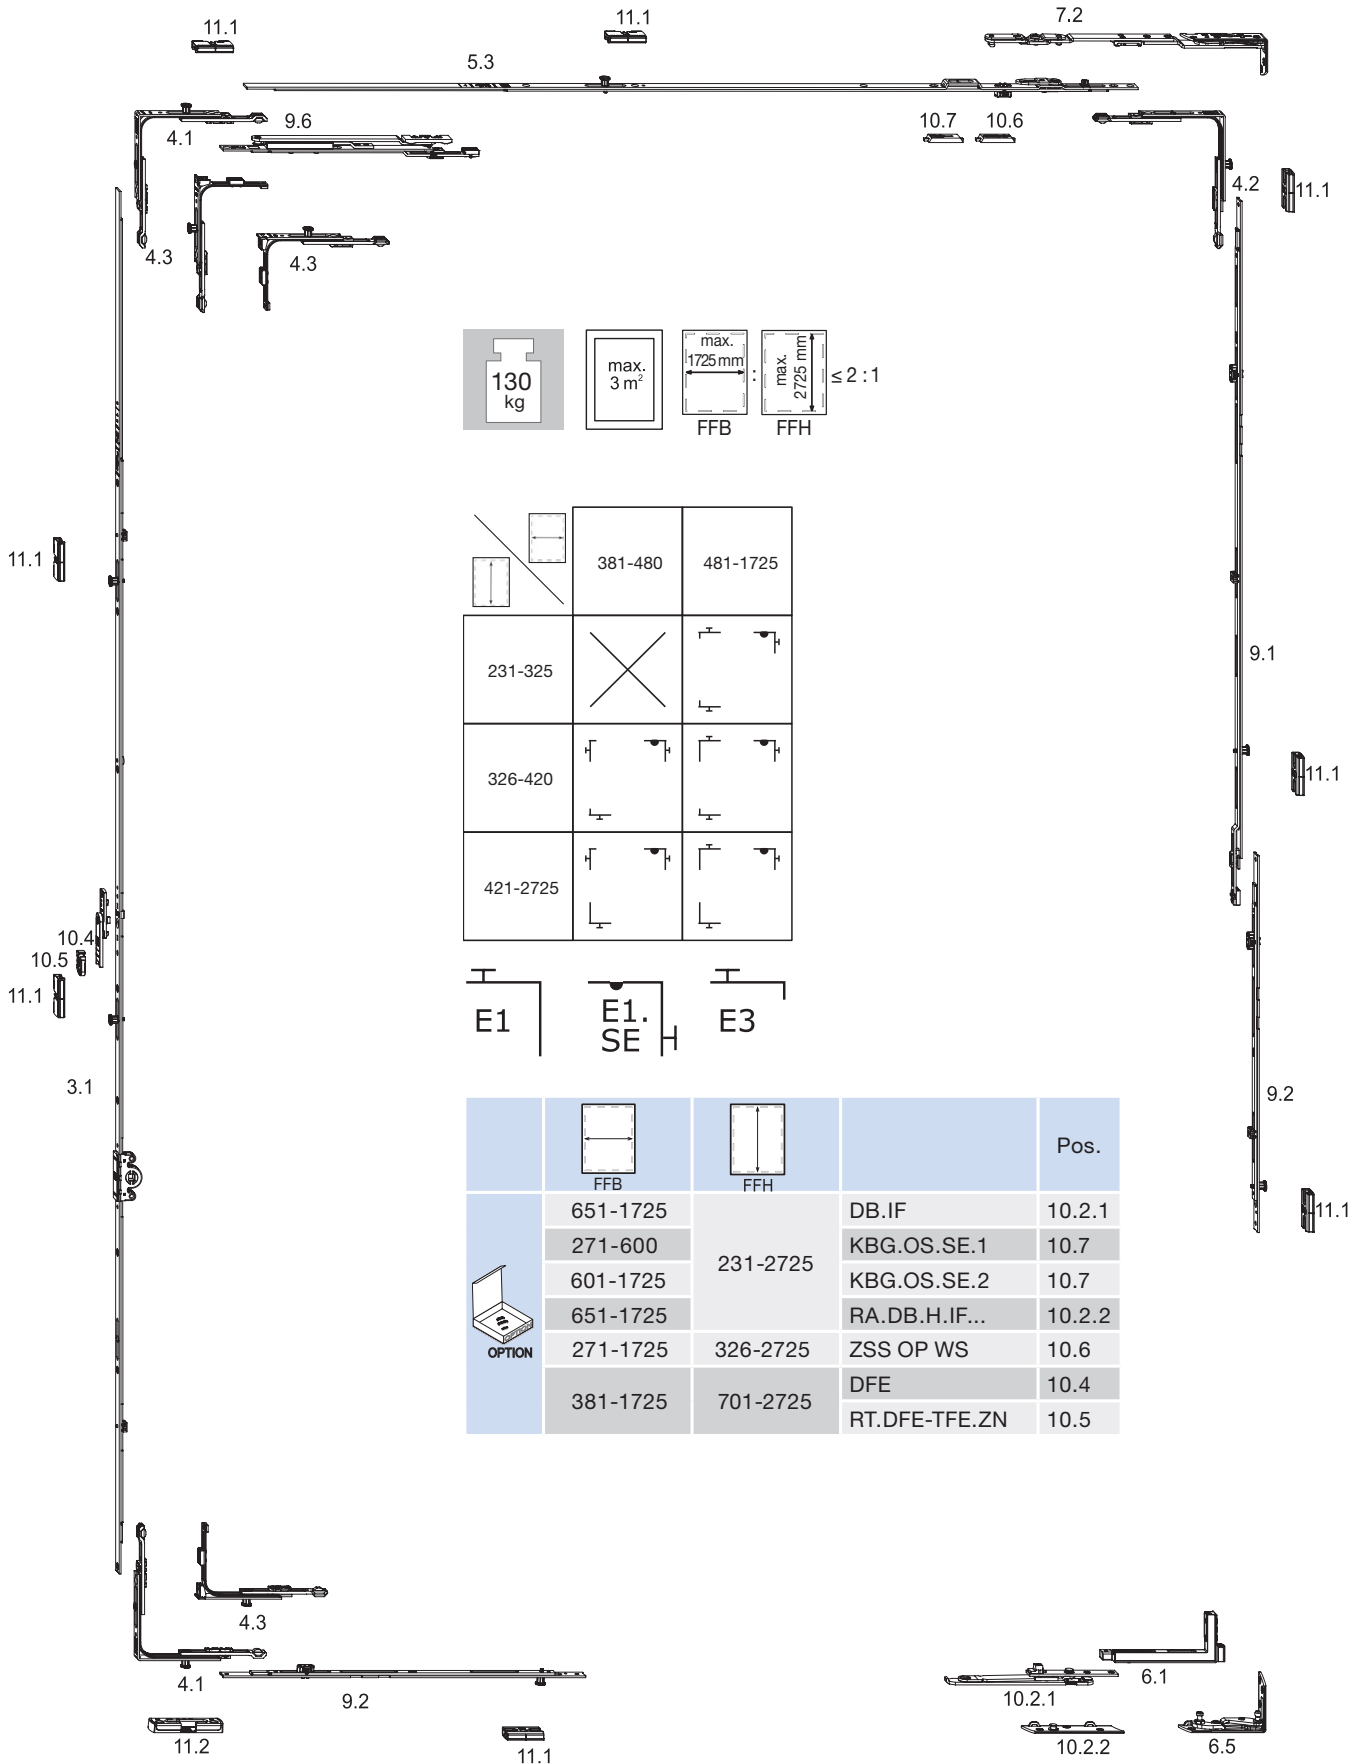 11.1
11.1
7.2
5.3
4.1
9.6
10.7
10.6
4.2
11.1
4.3
4.3
130
kg
max.
3 m²
max.
1725 mm
:
max.
2725 mm
≤ 2 : 1
FFB
FFH
11.1
381-480
481-1725
231-325
9.1
326-420
11.1
421-2725
10.4
10.5
11.1
E1
E1.
SE
E3
3.1
9.2
FFB
FFH
Pos.
651-1725
231-2725
DB.IF
10.2.1
271-600
KBG.OS.SE.1
10.7
601-1725
KBG.OS.SE.2
10.7
651-1725
RA.DB.H.IF...
10.2.2
OPTION
271-1725
326-2725
ZSS OP WS
10.6
381-1725
701-2725
DFE
10.4
RT.DFE-TFE.ZN
10.5
11.1
4.3
4.1
9.2
10.2.1
6.1
11.2
11.1
10.2.2
6.5